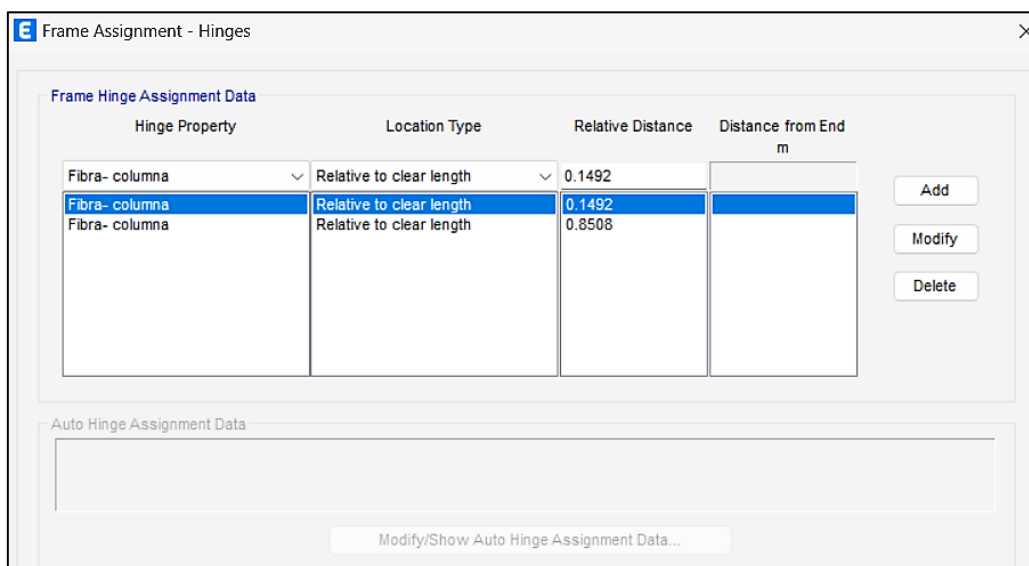 E Frame Assignment - Hinges
Frame Hinge Assignment Data
Hinge Property Location Type Relative Distance Distance from End
m
Fibra- columna Relative to clear length 0.1492
Add
Fibra- columna Relative to clear length 0.1492
Fibra- columna Relative to clear length 0.8508
Modify
Delete
Auto Hinge Assignment Data
Modify/Show Auto Hinge Assignment Data...